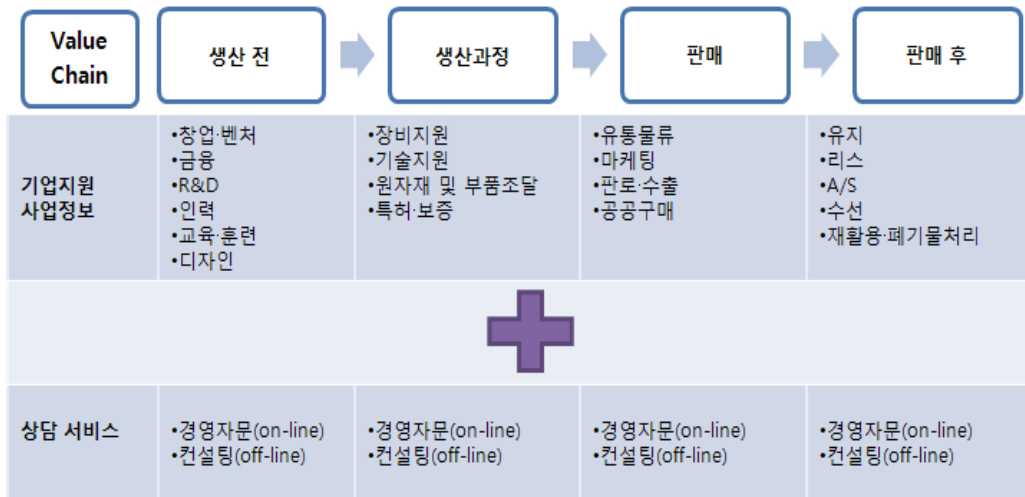 Value
Chain
생산 전
생산과정
판매
판매 후
기업지원
사업정보
•창업·벤처
•금융
•R&D
•인력
•교육·훈련
•디자인
•장비지원
•기술지원
•원자재 및 부품조달
•특허·보증
•유통물류
•마케팅
•판로·수출
•공공구매
•유지
•리스
•A/S
•수선
•재활용·폐기물처리
상담 서비스
•경영자문(on-line)
•컨설팅(off-line)
•경영자문(on-line)
•컨설팅(off-line)
•경영자문(on-line)
•컨설팅(off-line)
•경영자문(on-line)
•컨설팅(off-line)